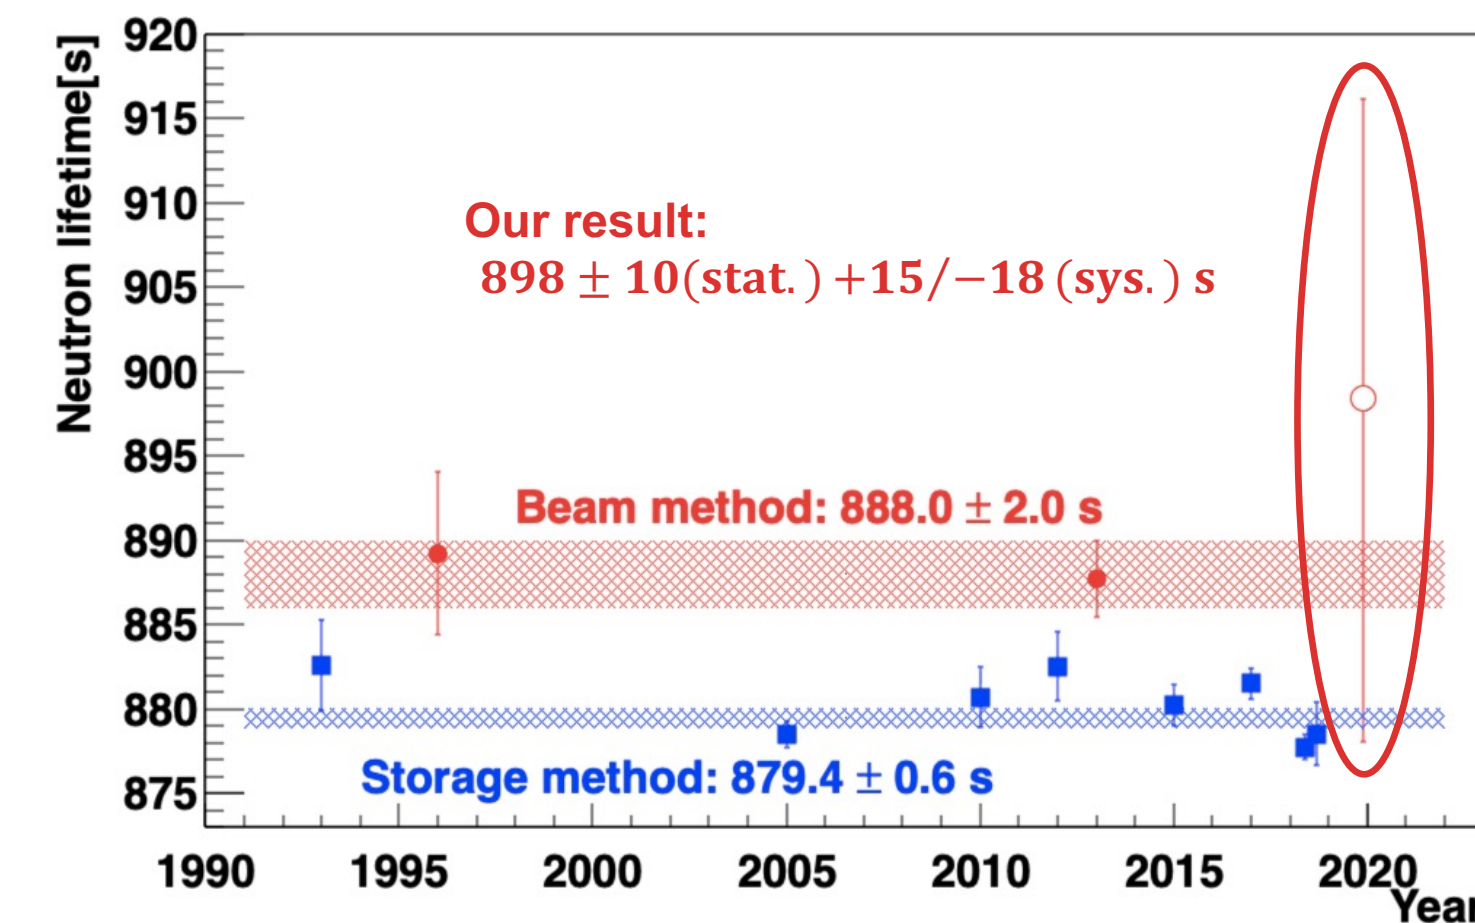 Neutron lifetime[s]
920
915
910
905
900
895
890
885
880
875
Our result:
898 ± 10(stat.) +15/−18 (sys.) s
Beam method: 888.0 ± 2.0 s
Storage method: 879.4 ± 0.6 s
1990 1995 2000 2005 2010 2015 2020
Year